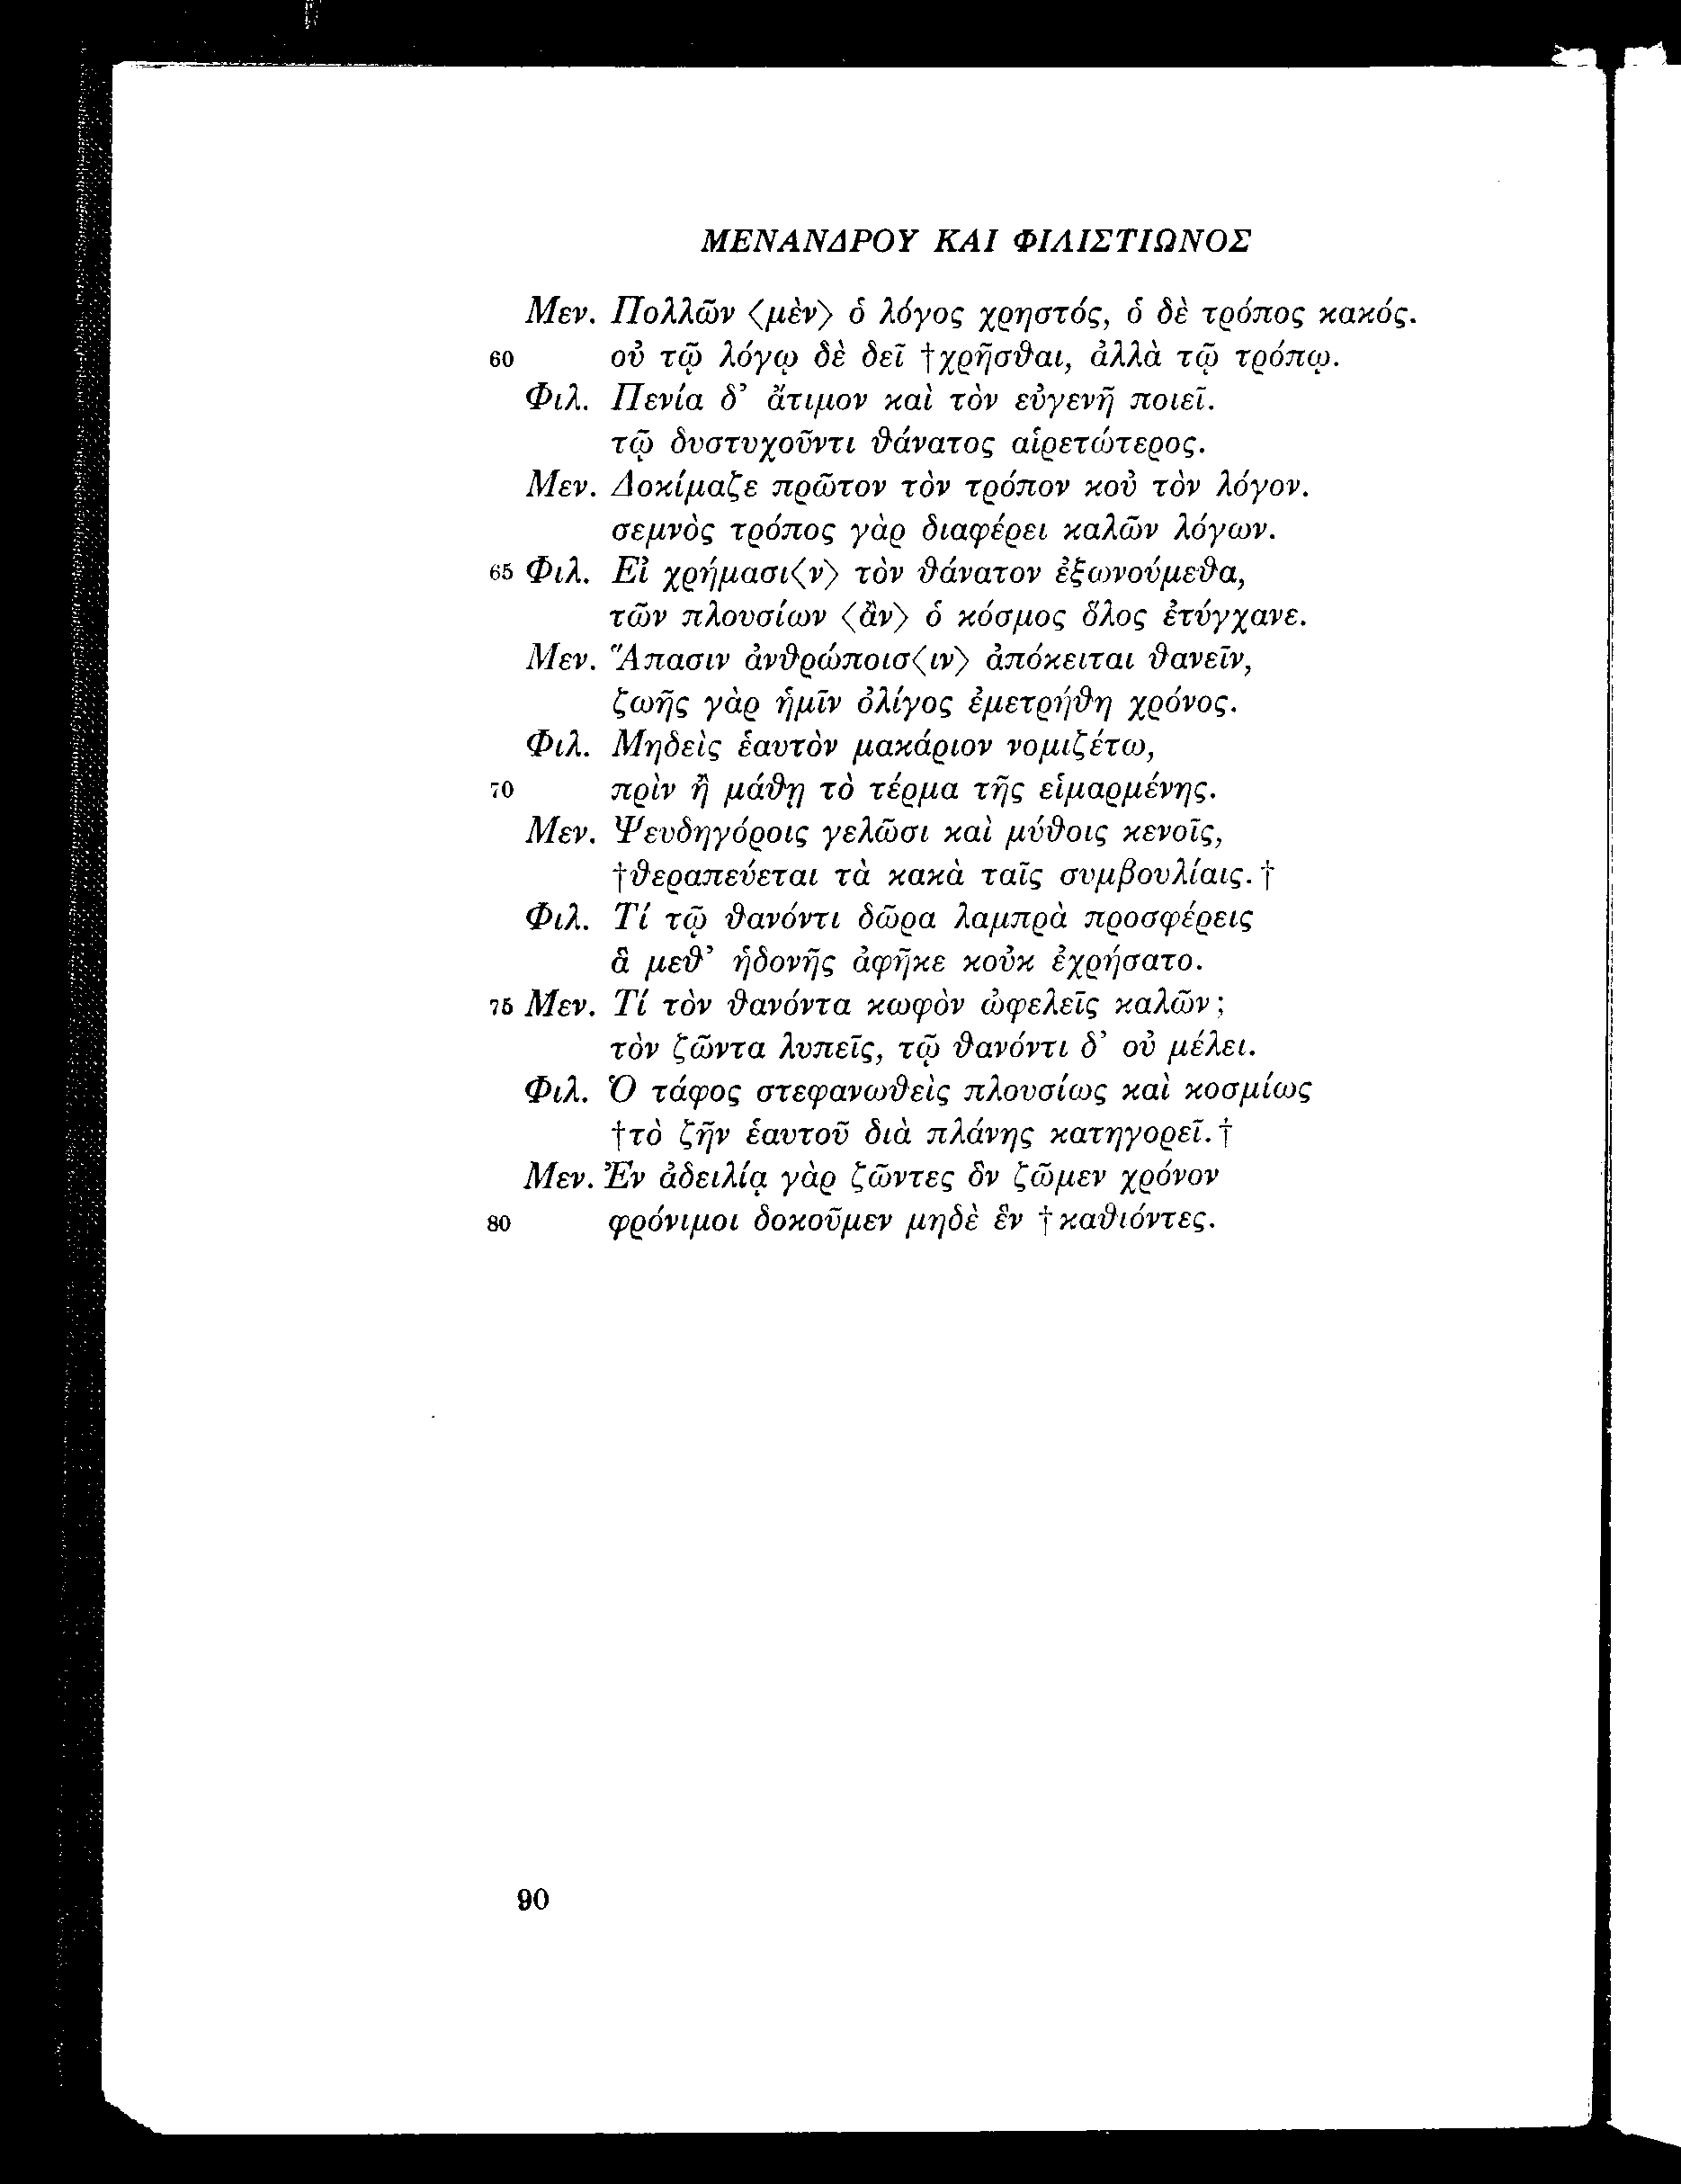 ΜΕΝΑΝΔΡΟΥ ΚΑΙ ΦΙΛΙΣΤΙΩΝΟΣ
Μεν. Πολλῶν ⟨μὲν⟩ ὁ λόγος χρηστός, ὁ δὲ τρόπος κακός.
60 οὐ τῷ λόγῳ δὲ δεῖ †χρῆσθαι, ἀλλὰ τῷ τρόπῳ.
Φιλ. Πενία δ’ ἄτιμον καὶ τὸν εὐγενῆ ποιεῖ.
τῷ δυστυχοῦντι θάνατος αἱρετώτερος.
Μεν. Δοκίμαζε πρῶτον τὸν τρόπον κοὐ τὸν λόγον.
σεμνὸς τρόπος γὰρ διαφέρει καλῶν λόγων.
65 Φιλ. Εἰ χρήμασι⟨ν⟩ τὸν θάνατον ἐξωνούμεθα,
τῶν πλουσίων ⟨ἂν⟩ ὁ κόσμος ὅλος ἐτύγχανε.
Μεν. Ἅπασιν ἀνθρώποισ⟨ιν⟩ ἀπόκειται θανεῖν,
ζωῆς γὰρ ἡμῖν ὀλίγος ἐμετρήθη χρόνος.
Φιλ. Μηδεὶς ἑαυτὸν μακάριον νομιζέτω,
70 πρὶν ἢ μάθῃ τὸ τέρμα τῆς εἱμαρμένης.
Μεν. Ψευδηγόροις γελῶσι καὶ μύθοις κενοῖς,
†θεραπεύεται τὰ κακὰ ταῖς συμβουλίαις.†
Φιλ. Τί τῷ θανόντι δῶρα λαμπρὰ προσφέρεις
ἃ μεθ’ ἡδονῆς ἀφῆκε κοὐκ ἐχρήσατο.
75 Μεν. Τί τὸν θανόντα κωφὸν ὠφελεῖς καλῶν;
τὸν ζῶντα λυπεῖς, τῷ θανόντι δ’ οὐ μέλει.
Φιλ. Ὁ τάφος στεφανωθεὶς πλουσίως καὶ κοσμίως
†τὸ ζῆν ἑαυτοῦ διὰ πλάνης κατηγορεῖ.†
Μεν. Ἐν ἀδειλίᾳ γὰρ ζῶντες ὃν ζῶμεν χρόνον
80 φρόνιμοι δοκοῦμεν μηδὲ ἓν †καθιόντες.
90